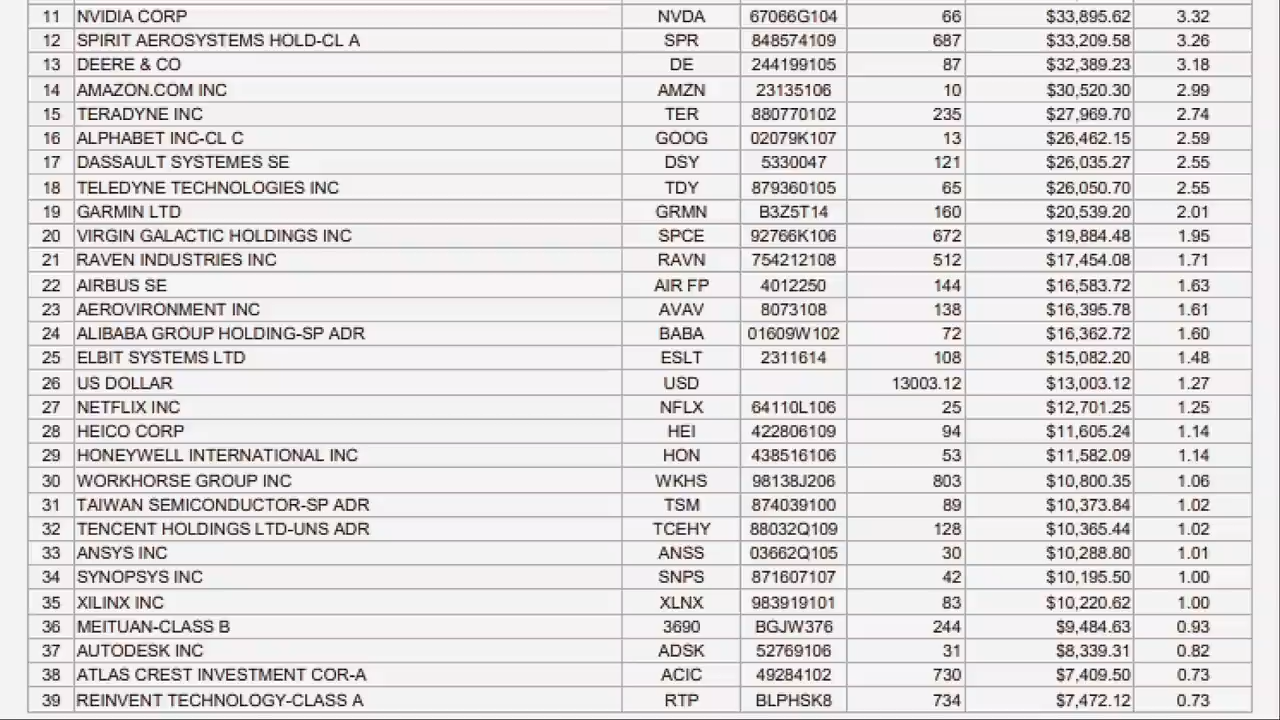 11 NVIDIA CORP NVDA 67066G104 66 $33,895.62 3.32
12 SPIRIT AEROSYSTEMS HOLD-CL A SPR 848574109 687 $33,209.58 3.26
13 DEERE & CO DE 244199105 87 $32,389.23 3.18
14 AMAZON.COM INC AMZN 23135106 10 $30,520.30 2.99
15 TERADYNE INC TER 880770102 235 $27,969.70 2.74
16 ALPHABET INC-CL C GOOG 02079K107 13 $26,462.15 2.59
17 DASSAULT SYSTEMES SE DSY 5330047 121 $26,035.27 2.55
18 TELEDYNE TECHNOLOGIES INC TDY 879360105 65 $26,050.70 2.55
19 GARMIN LTD GRMN B3Z5T14 160 $20,539.20 2.01
20 VIRGIN GALACTIC HOLDINGS INC SPCE 92766K106 672 $19,884.48 1.95
21 RAVEN INDUSTRIES INC RAVN 754212108 512 $17,454.08 1.71
22 AIRBUS SE AIR FP 4012250 144 $16,583.72 1.63
23 AEROVIRONMENT INC AVAV 8073108 138 $16,395.78 1.61
24 ALIBABA GROUP HOLDING-SP ADR BABA 01609W102 72 $16,362.72 1.60
25 ELBIT SYSTEMS LTD ESLT 2311614 108 $15,082.20 1.48
26 US DOLLAR USD 13003.12 $13,003.12 1.27
27 NETFLIX INC NFLX 64110L106 25 $12,701.25 1.25
28 HEICO CORP HEI 422806109 94 $11,605.24 1.14
29 HONEYWELL INTERNATIONAL INC HON 438516106 53 $11,582.09 1.14
30 WORKHORSE GROUP INC WKHS 98138J206 803 $10,800.35 1.06
31 TAIWAN SEMICONDUCTOR-SP ADR TSM 874039100 89 $10,373.84 1.02
32 TENCENT HOLDINGS LTD-UNS ADR TCEHY 88032Q109 128 $10,365.44 1.02
33 ANSYS INC ANSS 03662Q105 30 $10,288.80 1.01
34 SYNOPSYS INC SNPS 871607107 42 $10,195.50 1.00
35 XILINX INC XLNX 983919101 83 $10,220.62 1.00
36 MEITUAN-CLASS B 3690 BGJW376 244 $9,484.63 0.93
37 AUTODESK INC ADSK 52769106 31 $8,339.31 0.82
38 ATLAS CREST INVESTMENT COR-A ACIC 49284102 730 $7,409.50 0.73
39 REINVENT TECHNOLOGY-CLASS A RTP BLPHSK8 734 $7,472.12 0.73